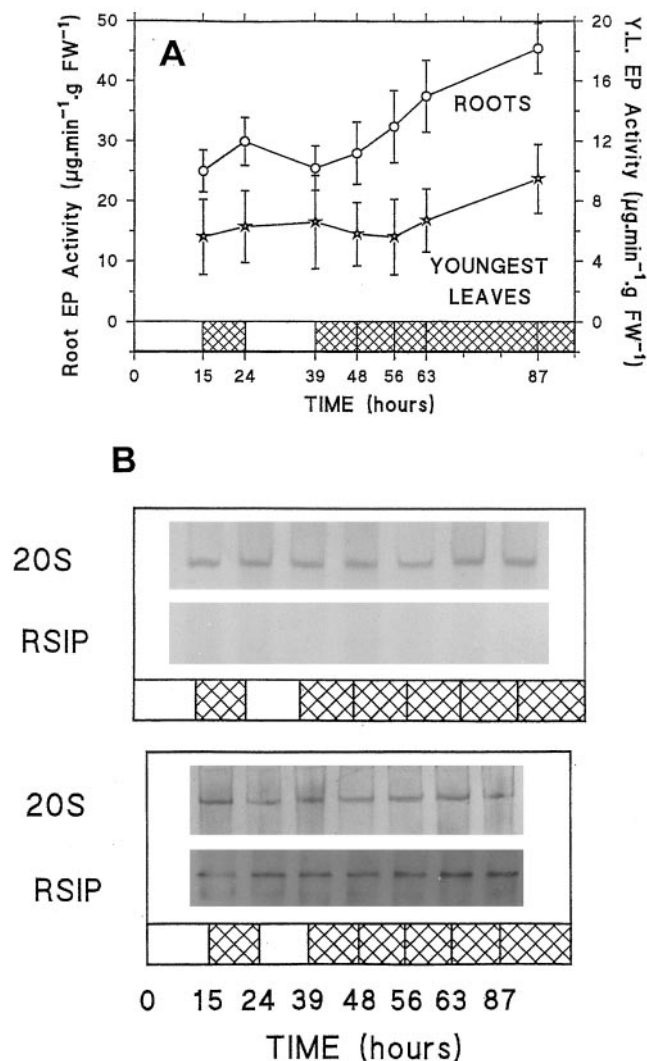 A
50
40
30
20
10
0
Root EP Activity (µg.min⁻¹.g FW⁻¹)
20
16
12
8
4
0
Y.L. EP Activity (µg.min⁻¹.g FW⁻¹)
ROOTS
YOUNGEST
LEAVES
0 15 24 39 48 56 63 87
TIME (hours)
B
20S
RSIP
20S
RSIP
0 15 24 39 48 56 63 87
TIME (hours)